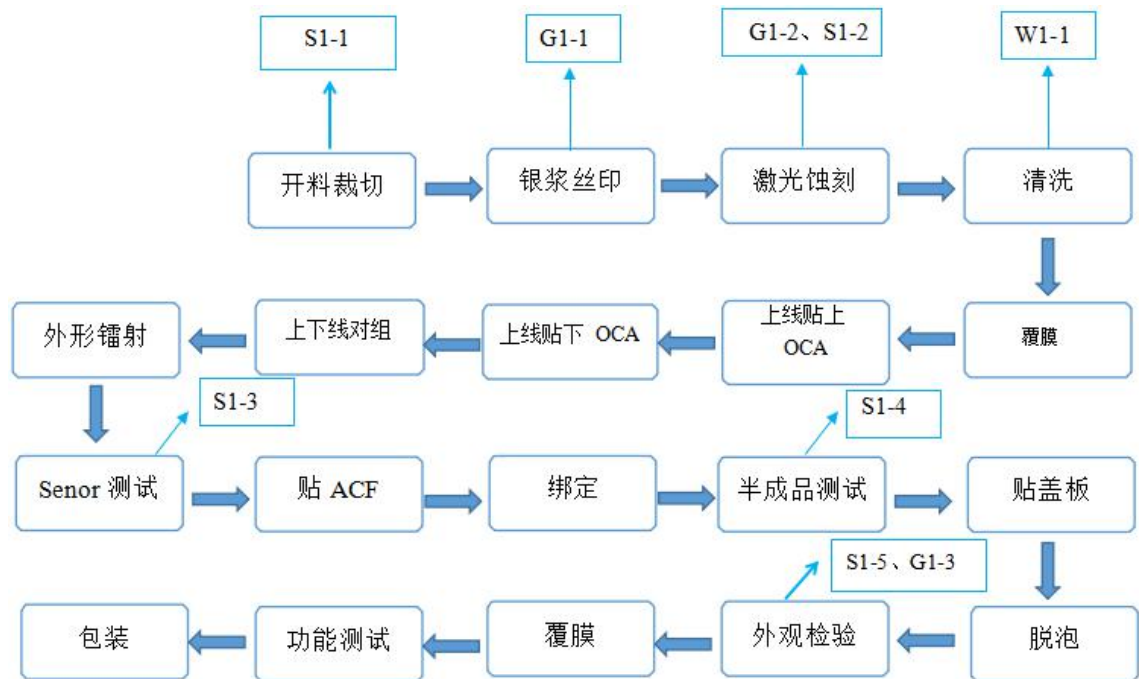 S1-1
G1-1
G1-2、S1-2
W1-1
开料裁切
银浆丝印
激光蚀刻
清洗
外形镭射
上下线对组
上线贴下 OCA
上线贴上
OCA
覆膜
S1-3
S1-4
Senor 测试
贴 ACF
绑定
半成品测试
贴盖板
S1-5、G1-3
包装
功能测试
覆膜
外观检验
脱泡